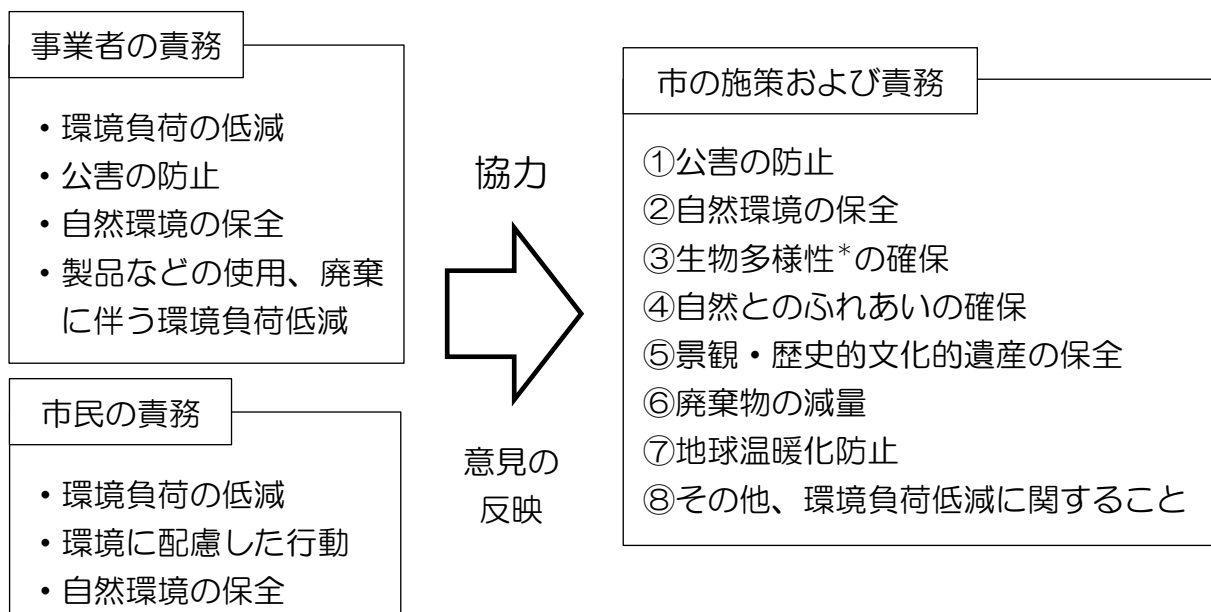 事業者の責務
・環境負荷の低減
・公害の防止
・自然環境の保全
・製品などの使用、廃棄
に伴う環境負荷低減
市民の責務
・環境負荷の低減
・環境に配慮した行動
・自然環境の保全
協力
意見の
反映
市の施策および責務
①公害の防止
②自然環境の保全
③生物多様性*の確保
④自然とのふれあいの確保
⑤景観・歴史的文化的遺産の保全
⑥廃棄物の減量
⑦地球温暖化防止
⑧その他、環境負荷低減に関すること